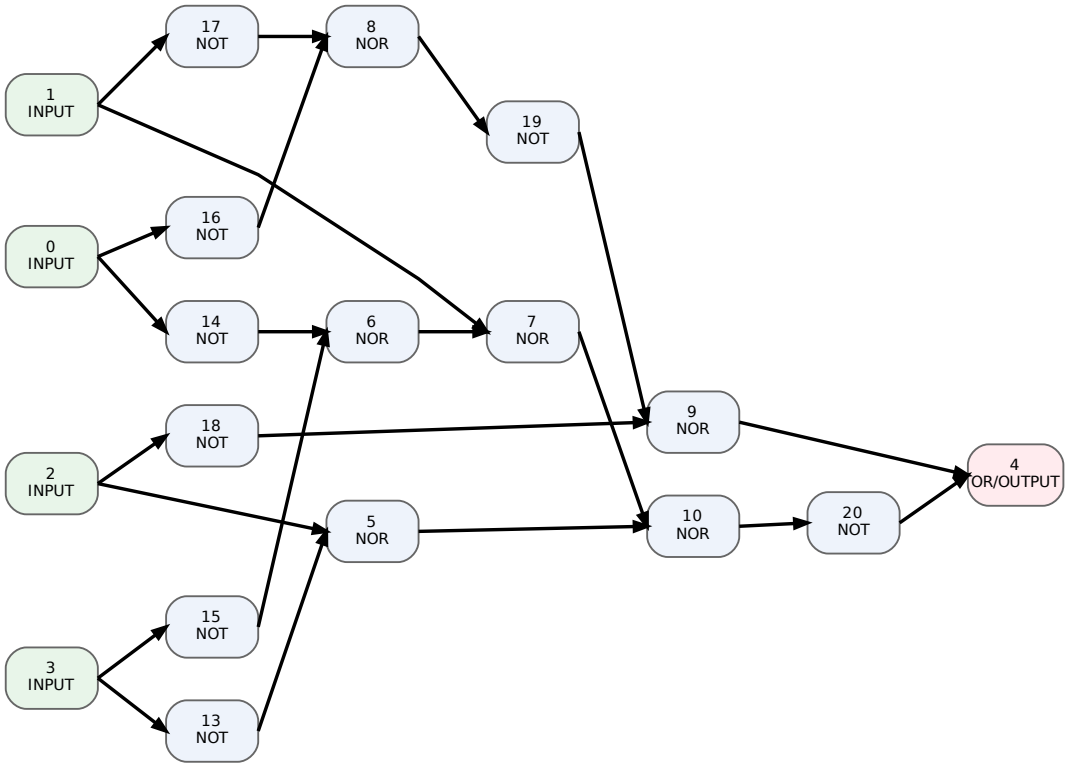 17
NOT
8
NOR
1
INPUT
19
NOT
16
NOT
0
INPUT
14
NOT
6
NOR
7
NOR
18
NOT
9
NOR
2
INPUT
4
OR/OUTPUT
5
NOR
10
NOR
20
NOT
15
NOT
3
INPUT
13
NOT